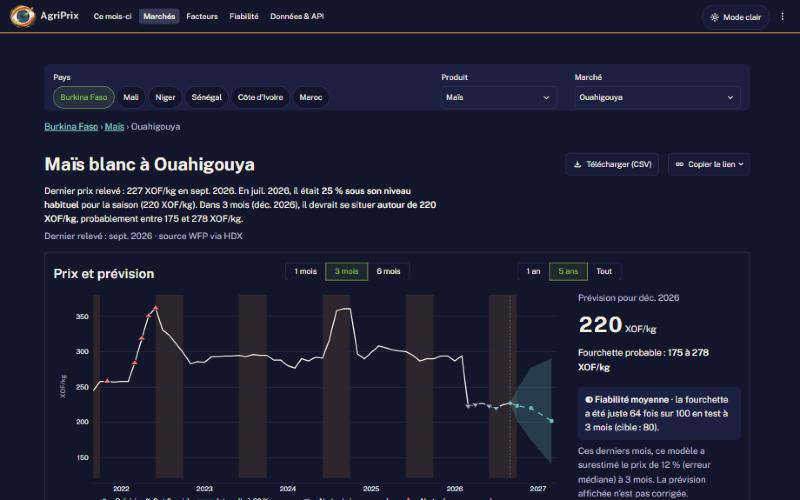 AgriPrix
Ce mois-ci Marchés Facteurs Fiabilité Données & API
Mode clair
Pays
Burkina Faso Mali Niger Sénégal Côte d'Ivoire Maroc
Produit
Maïs
Marché
Ouahigouya
Burkina Faso › Maïs › Ouahigouya
Maïs blanc à Ouahigouya
Télécharger (CSV) Copier le lien
Dernier prix relevé : 227 XOF/kg en sept. 2026. En juil. 2026, il était 25 % sous son niveau
habituel pour la saison (220 XOF/kg). Dans 3 mois (déc. 2026), il devrait se situer autour de 220
XOF/kg, probablement entre 175 et 278 XOF/kg.
Dernier relevé : sept. 2026 · source WFP via HDX
Prix et prévision
1 mois 3 mois 6 mois
1 an 5 ans Tout
XOF/kg
350
300
250
200
150
2022 2023 2024 2025 2026 2027
Prévision pour déc. 2026
220 XOF/kg
Fourchette probable : 175 à 278
XOF/kg
Fiabilité moyenne · la fourchette
a été juste 64 fois sur 100 en test à
3 mois (cible : 80).
Ces derniers mois, ce modèle a
surestimé le prix de 12 % (erreur
médiane) à 3 mois. La prévision
affichée n'est pas corrigée.